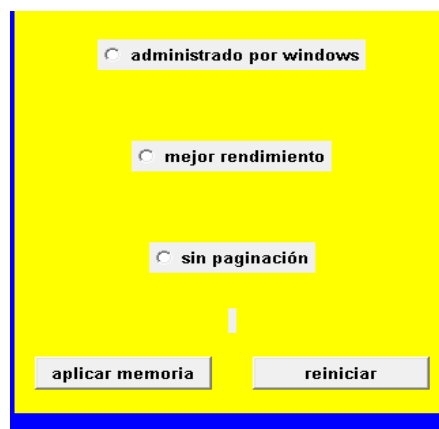 administrado por windows
mejor rendimiento
sin paginación
aplicar memoria
reiniciar